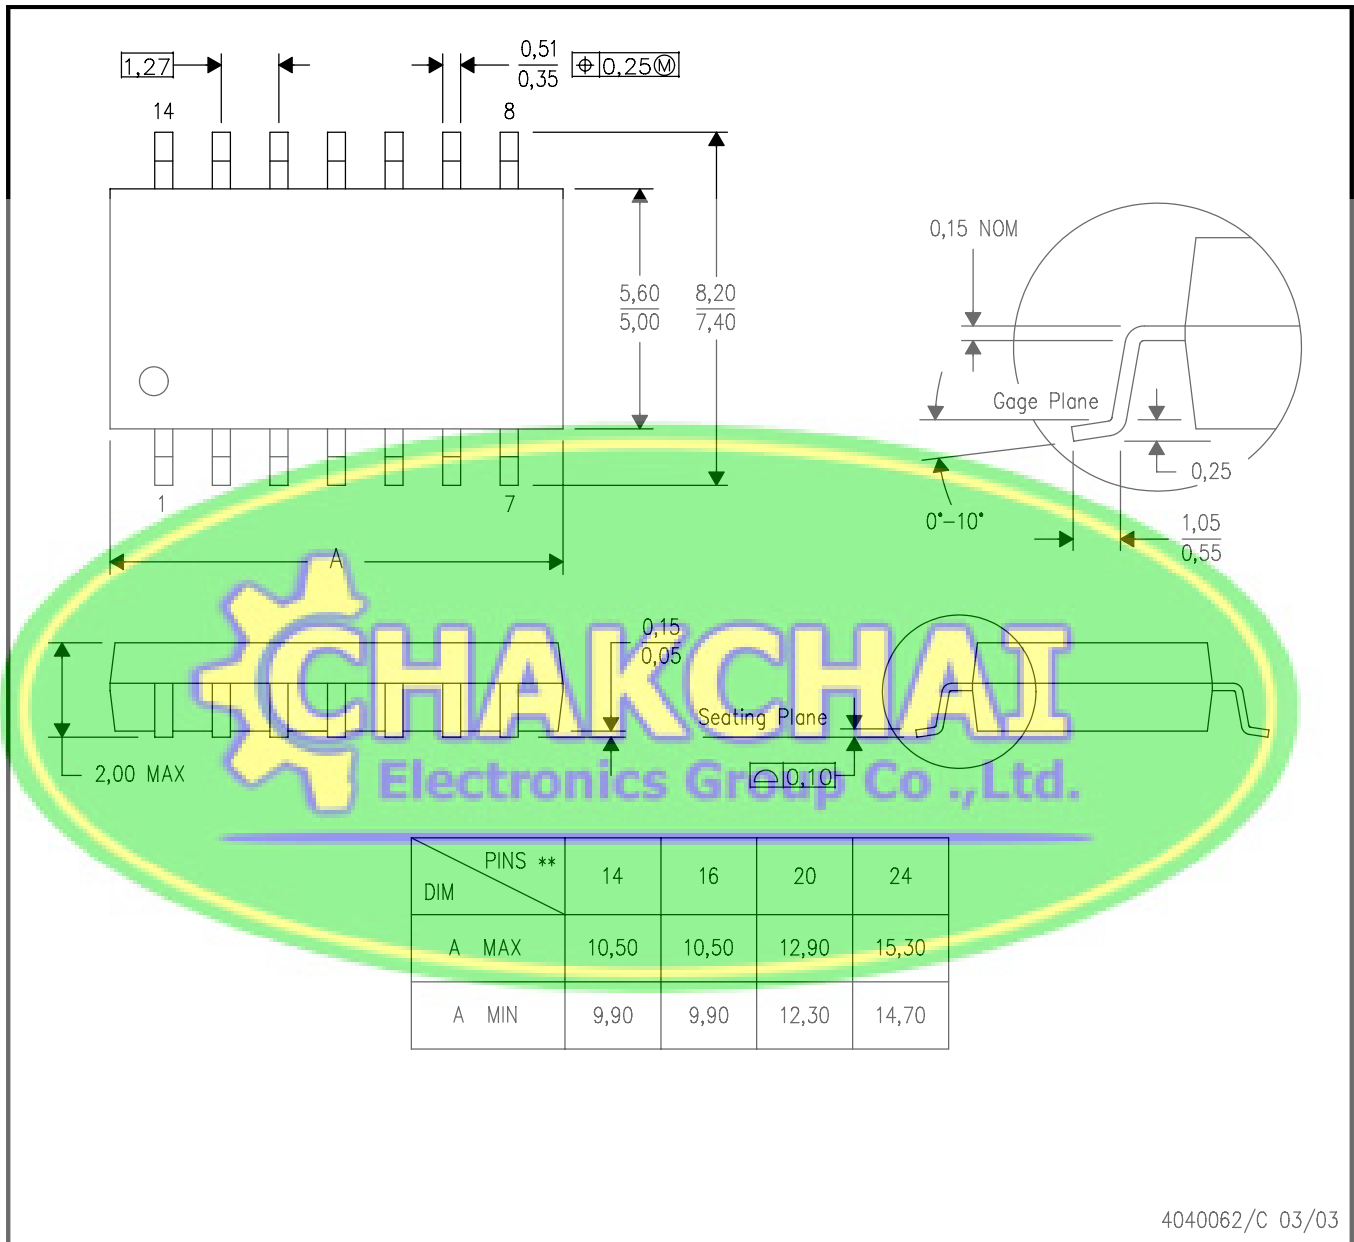 1,27
0,51
0,35
0,25 Ⓜ
14
8
0,15 NOM
5,60
5,00
8,20
7,40
Gage Plane
0,25
1
7
0°–10°
1,05
0,55
A
0,15
0,05
CHAKCHAI
Seating Plane
2,00 MAX
0,10
Electronics Group Co .,Ltd.
PINS **
DIM
14 16 20 24
A MAX 10,50 10,50 12,90 15,30
A MIN 9,90 9,90 12,30 14,70
4040062/C 03/03